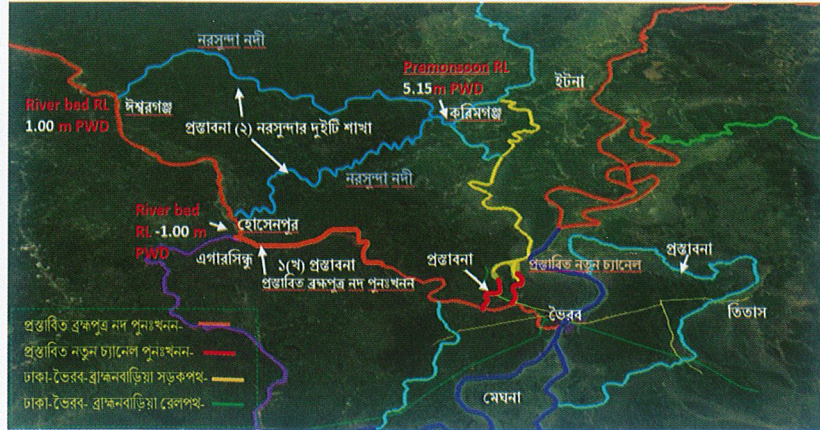 নরসুন্দা নদী
Premonsoon RL
5.15m PWD
ইটনা
River bed RL
1.00 m PWD
ঈশ্বরগঞ্জ
করিমগঞ্জ
প্রস্তাবনা (২) নরসুন্দার দুইটি শাখা
নরসুন্দা নদী
River bad
RL -1.00 m
PWD
হোসেনপুর
এগারসিন্ধু
১(খ) প্রস্তাবনা
প্রস্তাবিত ব্রহ্মপুত্র নদ পুনঃখনন
প্রস্তাবনা
প্রস্তাবিত নতুন চ্যানেল
প্রস্তাবনা
তিতাস
ভৈরব
মেঘনা
প্রস্তাবিত ব্রহ্মপুত্র নদ পুনঃখনন-
প্রস্তাবিত নতুন চ্যানেল পুনঃখনন-
ঢাকা-ভৈরব-ব্রাহ্মনবাড়িয়া সড়কপথ-
ঢাকা-ভৈরব- ব্রাহ্মনবাড়িয়া রেলপথ-